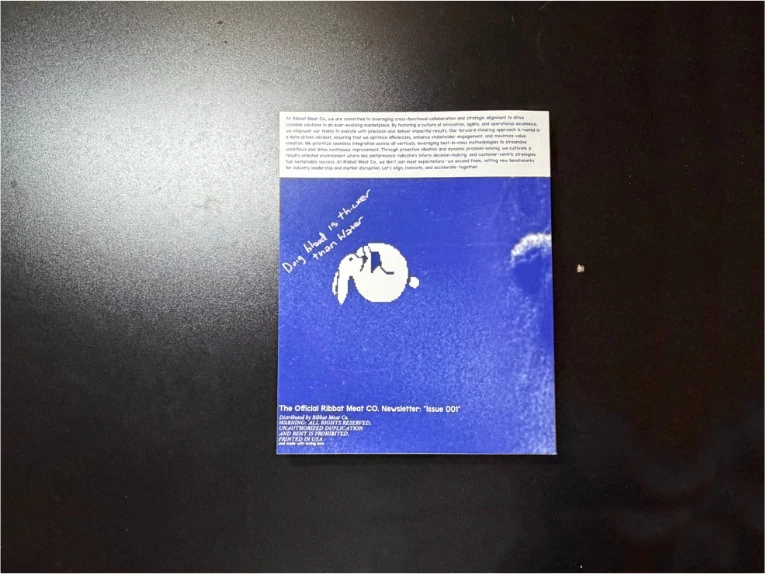 At Ribbat Meat Co., we are committed to leveraging cross-functional collaboration and strategic alignment to drive
scalable solutions in an ever-evolving marketplace. By fostering a culture of innovation, agility, and operational excellence,
we empower our teams to execute with precision and deliver impactful results. Our forward-thinking approach is rooted in
a data-driven mindset, ensuring that we optimize efficiencies, enhance stakeholder engagement, and maximize value
creation. We prioritize seamless integration across all verticals, leveraging best-in-class methodologies to streamline
workflows and drive continuous improvement. Through proactive ideation and dynamic problem-solving, we cultivate a
results-oriented environment where key performance indicators inform decision-making, and customer-centric strategies
fuel sustainable success. At Ribbat Meat Co., we don't just meet expectations—we exceed them, setting new benchmarks
for industry leadership and market disruption. Let's align, innovate, and accelerate—together!
Dog blood is thicker
than Water
The Official Ribbat Meat CO. Newsletter: "Issue 001"
Distributed by Ribbat Meat Co.
WARNING: ALL RIGHTS RESERVED.
UNAUTHORIZED DUPLICATION
AND RENT IS PROHIBITED.
PRINTED IN USA
and made with loving care